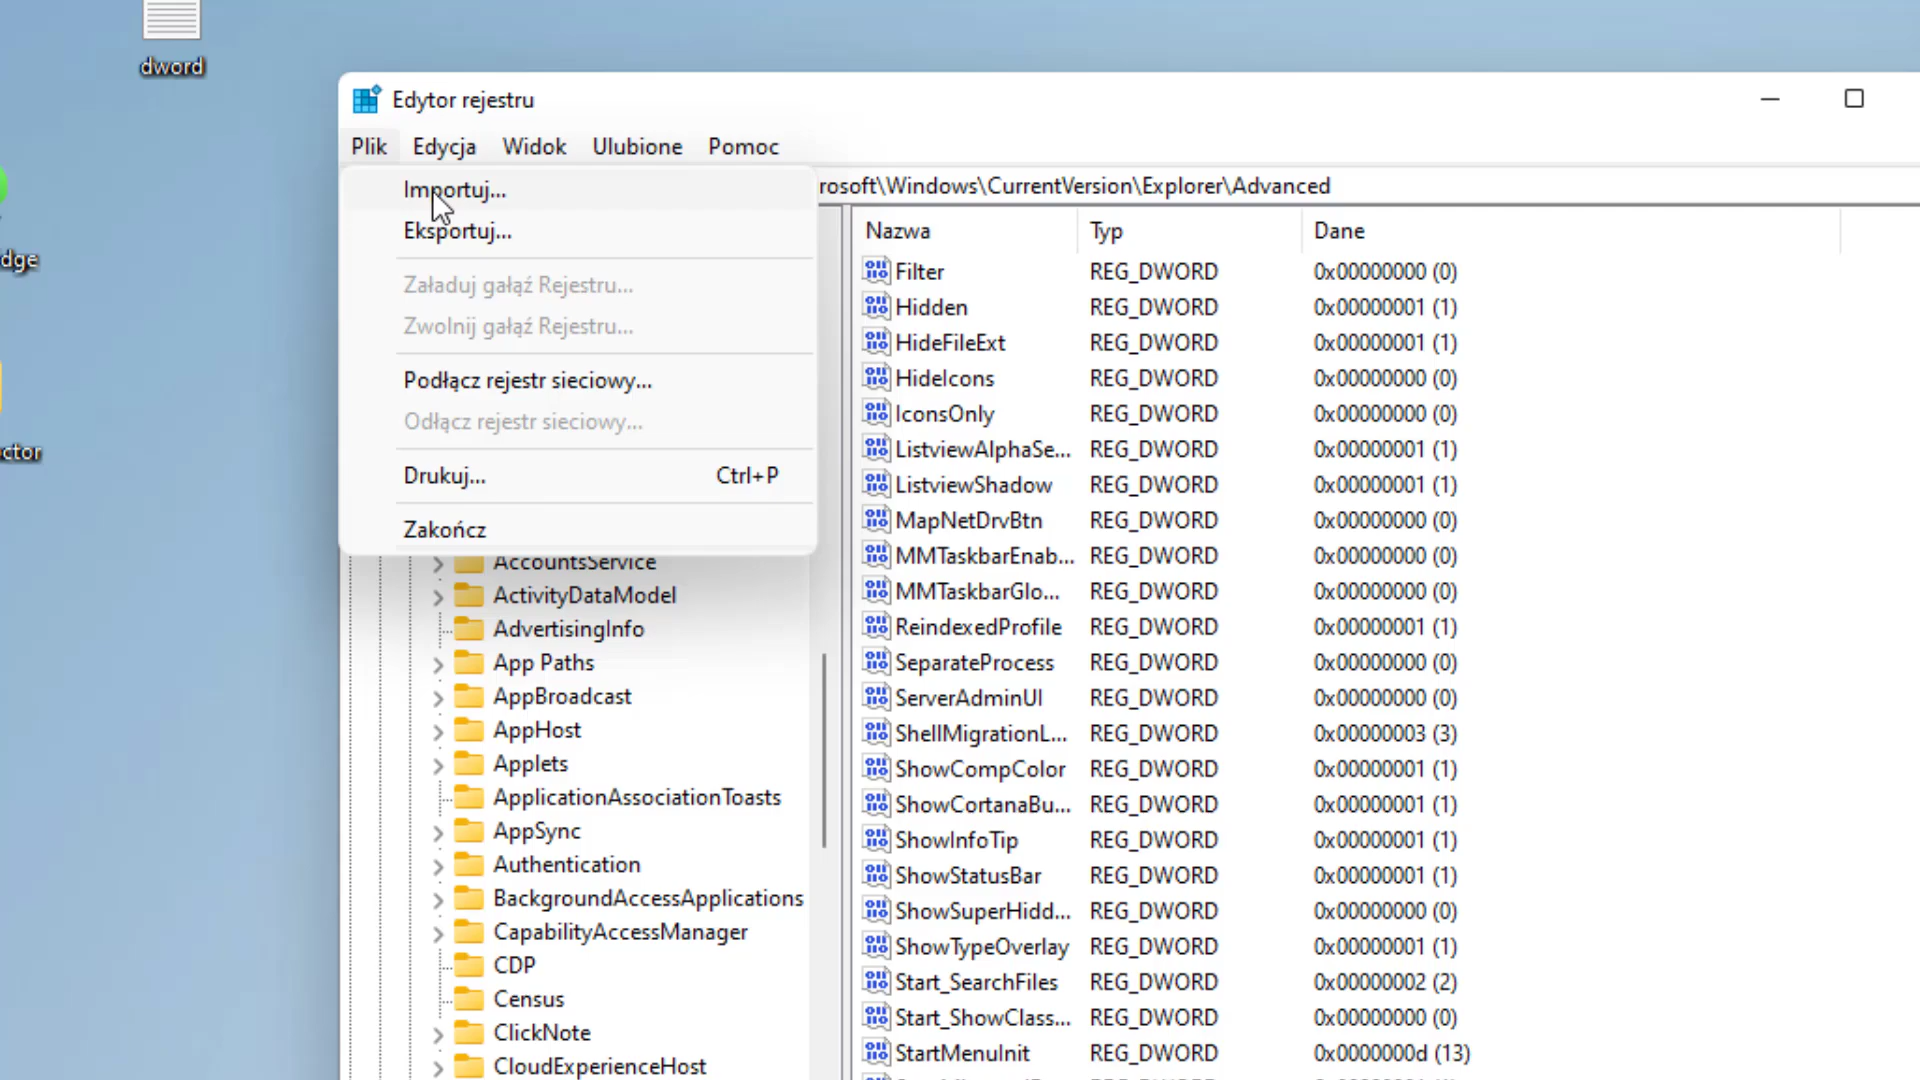 dword
Edytor rejestru
Plik Edycja Widok Ulubione Pomoc
Importuj...
rosoft\Windows\CurrentVersion\Explorer\Advanced
Eksportuj...
Załaduj gałąź Rejestru...
Zwolnij gałąź Rejestru...
Podłącz rejestr sieciowy...
Odłącz rejestr sieciowy...
Drukuj... Ctrl+P
Zakończ
dge
ctor
AccountsService
ActivityDataModel
AdvertisingInfo
App Paths
AppBroadcast
AppHost
Applets
ApplicationAssociationToasts
AppSync
Authentication
BackgroundAccessApplications
CapabilityAccessManager
CDP
Census
ClickNote
CloudExperienceHost
Nazwa Typ Dane
Filter REG_DWORD 0x00000000 (0)
Hidden REG_DWORD 0x00000001 (1)
HideFileExt REG_DWORD 0x00000001 (1)
HideIcons REG_DWORD 0x00000000 (0)
IconsOnly REG_DWORD 0x00000000 (0)
ListviewAlphaSe... REG_DWORD 0x00000001 (1)
ListviewShadow REG_DWORD 0x00000001 (1)
MapNetDrvBtn REG_DWORD 0x00000000 (0)
MMTaskbarEnab... REG_DWORD 0x00000000 (0)
MMTaskbarGlo... REG_DWORD 0x00000000 (0)
ReindexedProfile REG_DWORD 0x00000001 (1)
SeparateProcess REG_DWORD 0x00000000 (0)
ServerAdminUI REG_DWORD 0x00000000 (0)
ShellMigrationL... REG_DWORD 0x00000003 (3)
ShowCompColor REG_DWORD 0x00000001 (1)
ShowCortanaBu... REG_DWORD 0x00000001 (1)
ShowInfoTip REG_DWORD 0x00000001 (1)
ShowStatusBar REG_DWORD 0x00000001 (1)
ShowSuperHidd... REG_DWORD 0x00000000 (0)
ShowTypeOverlay REG_DWORD 0x00000001 (1)
Start_SearchFiles REG_DWORD 0x00000002 (2)
Start_ShowClass... REG_DWORD 0x00000000 (0)
StartMenuInit REG_DWORD 0x0000000d (13)